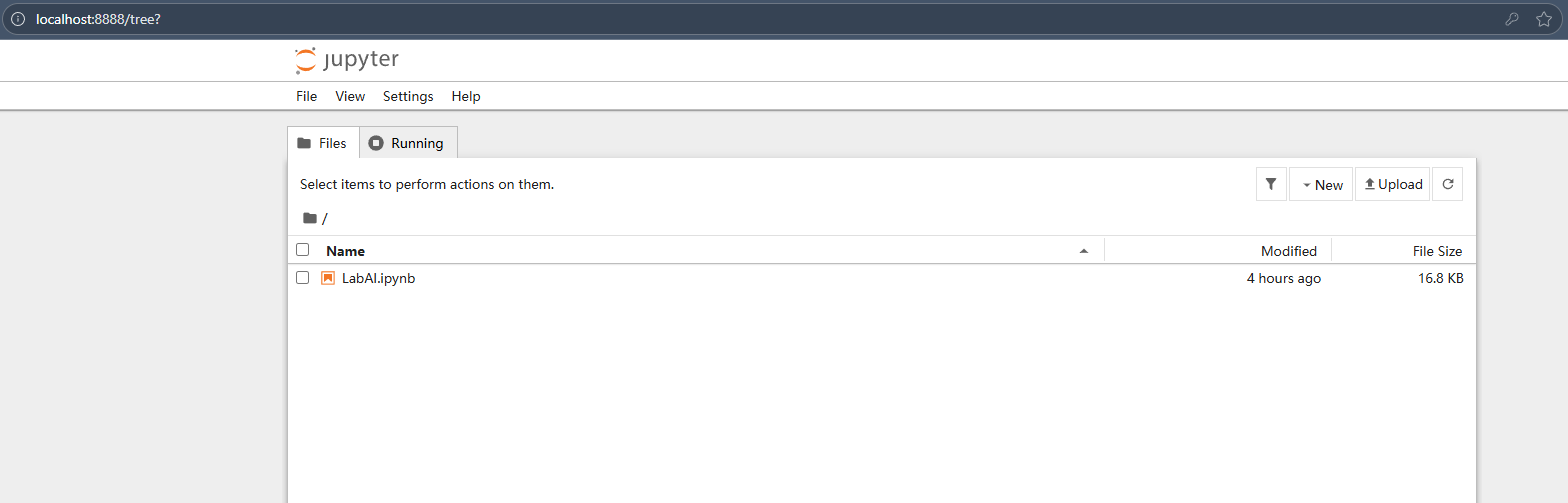 localhost:8888/tree?
jupyter
File View Settings Help
Files Running
Select items to perform actions on them. New Upload
/
Name Modified File Size
LabAI.ipynb 4 hours ago 16.8 KB